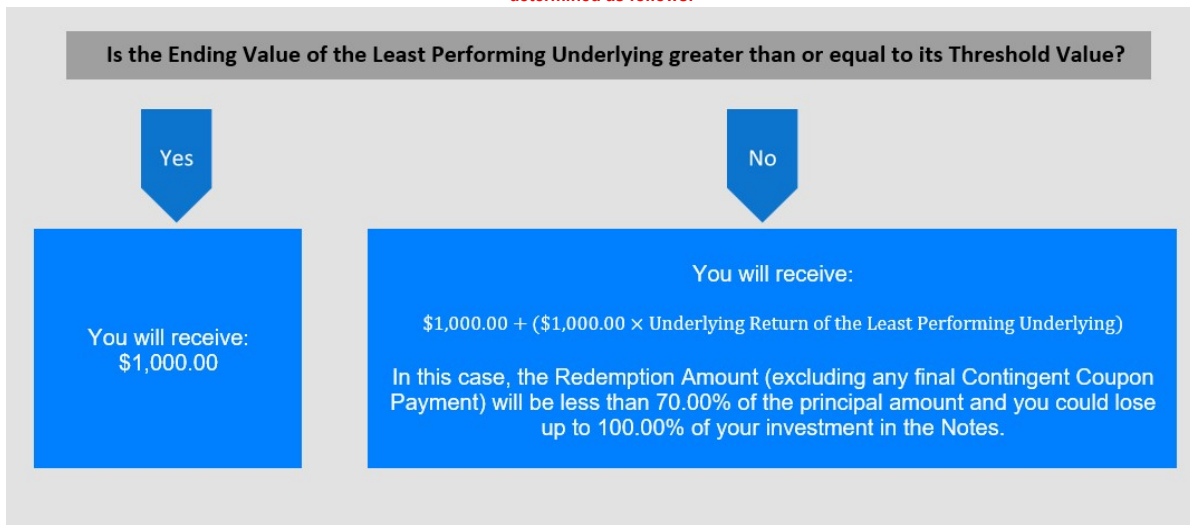 determined as follows:
Is the Ending Value of the Least Performing Underlying greater than or equal to its Threshold Value?
Yes
No
You will receive:
$1,000.00
You will receive:
$1,000.00 + ($1,000.00 × Underlying Return of the Least Performing Underlying)
In this case, the Redemption Amount (excluding any final Contingent Coupon
Payment) will be less than 70.00% of the principal amount and you could lose
up to 100.00% of your investment in the Notes.